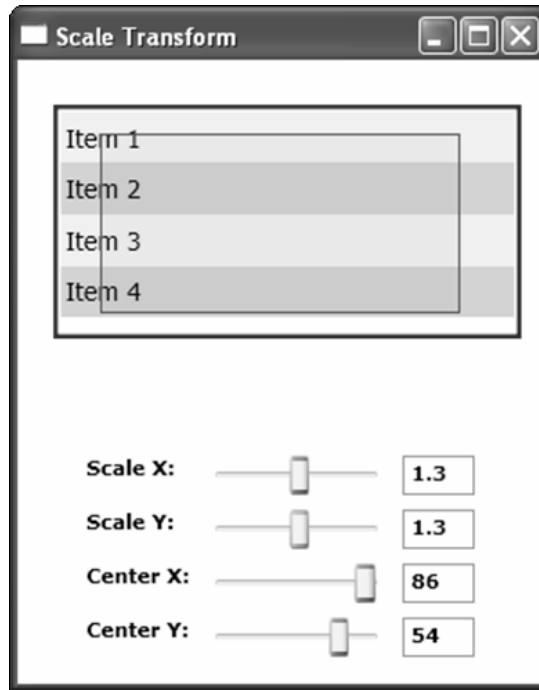 Scale Transform
Item 1
Item 2
Item 3
Item 4
Scale X: 1.3
Scale Y: 1.3
Center X: 86
Center Y: 54